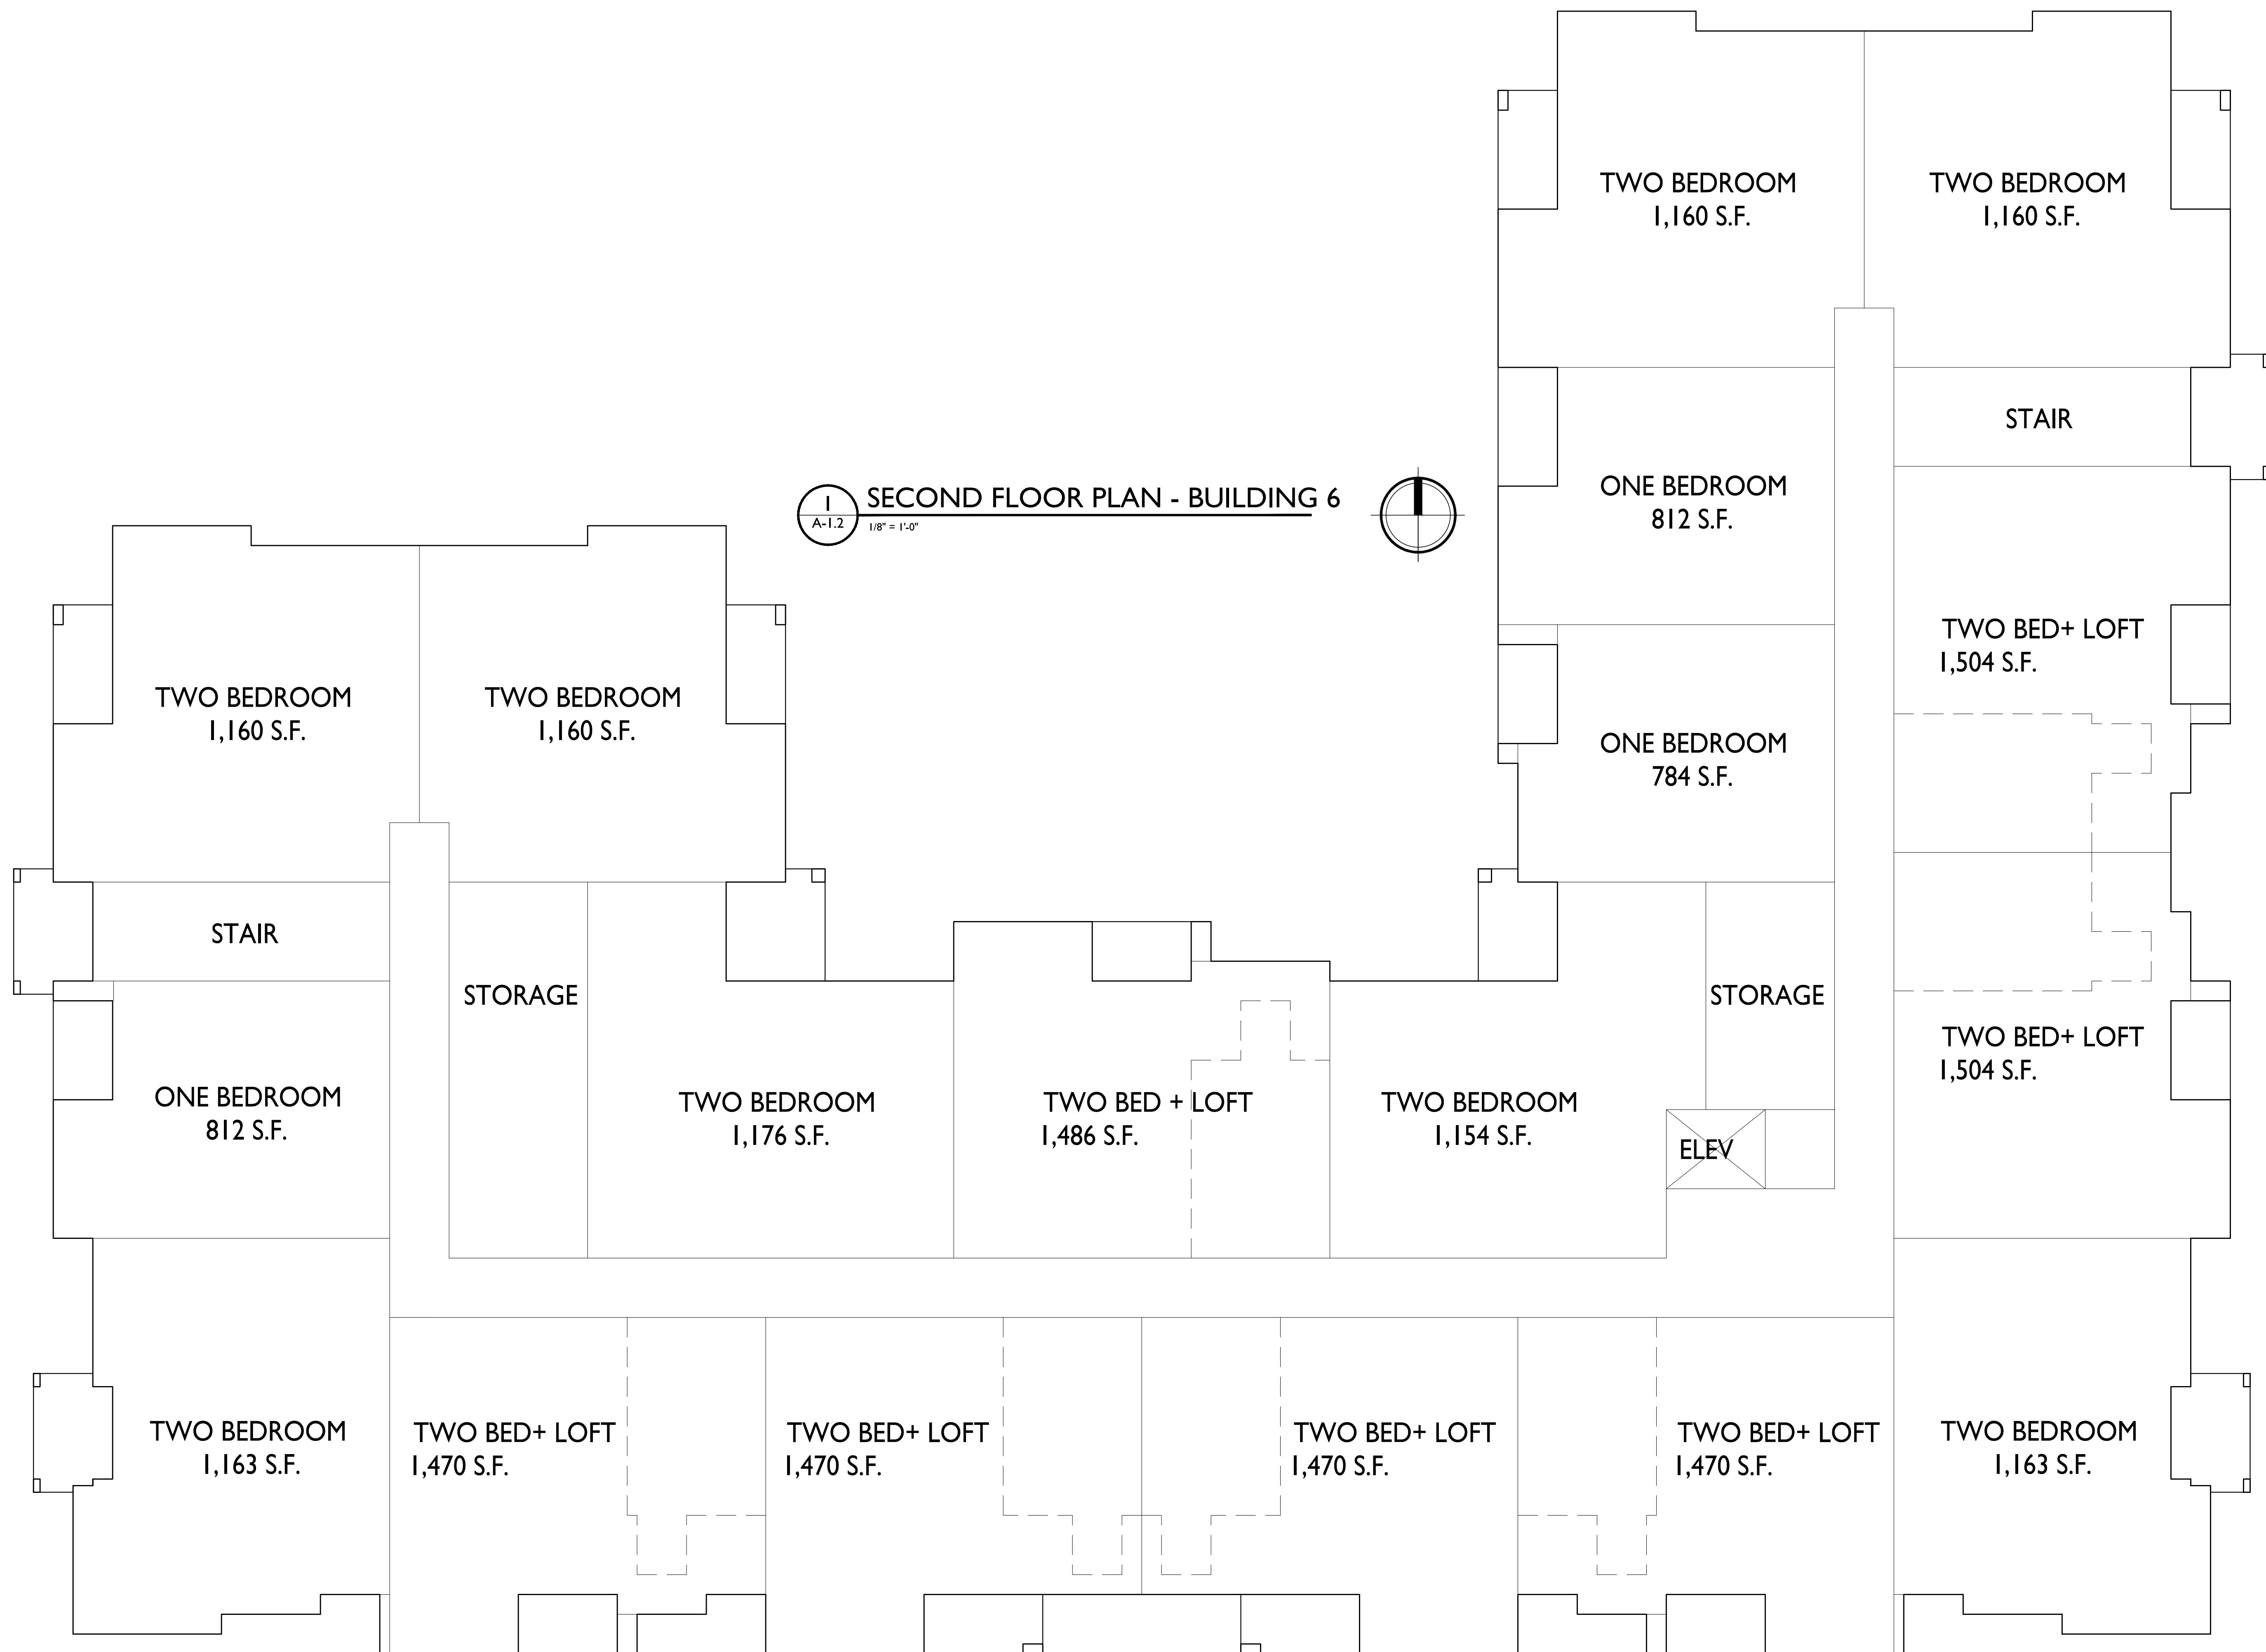 TWO BEDROOM
1,160 S.F.
TWO BEDROOM
1,160 S.F.
STAIR
ONE BEDROOM
812 S.F.
1
A-1.2
SECOND FLOOR PLAN - BUILDING 6
1/8" = 1'-0"
TWO BED+ LOFT
1,504 S.F.
TWO BEDROOM
1,160 S.F.
TWO BEDROOM
1,160 S.F.
ONE BEDROOM
784 S.F.
STAIR
STORAGE
STORAGE
TWO BED+ LOFT
1,504 S.F.
ONE BEDROOM
812 S.F.
TWO BEDROOM
1,176 S.F.
TWO BED + LOFT
1,486 S.F.
TWO BEDROOM
1,154 S.F.
ELEV
TWO BEDROOM
1,163 S.F.
TWO BED+ LOFT
1,470 S.F.
TWO BED+ LOFT
1,470 S.F.
TWO BED+ LOFT
1,470 S.F.
TWO BED+ LOFT
1,470 S.F.
TWO BEDROOM
1,163 S.F.